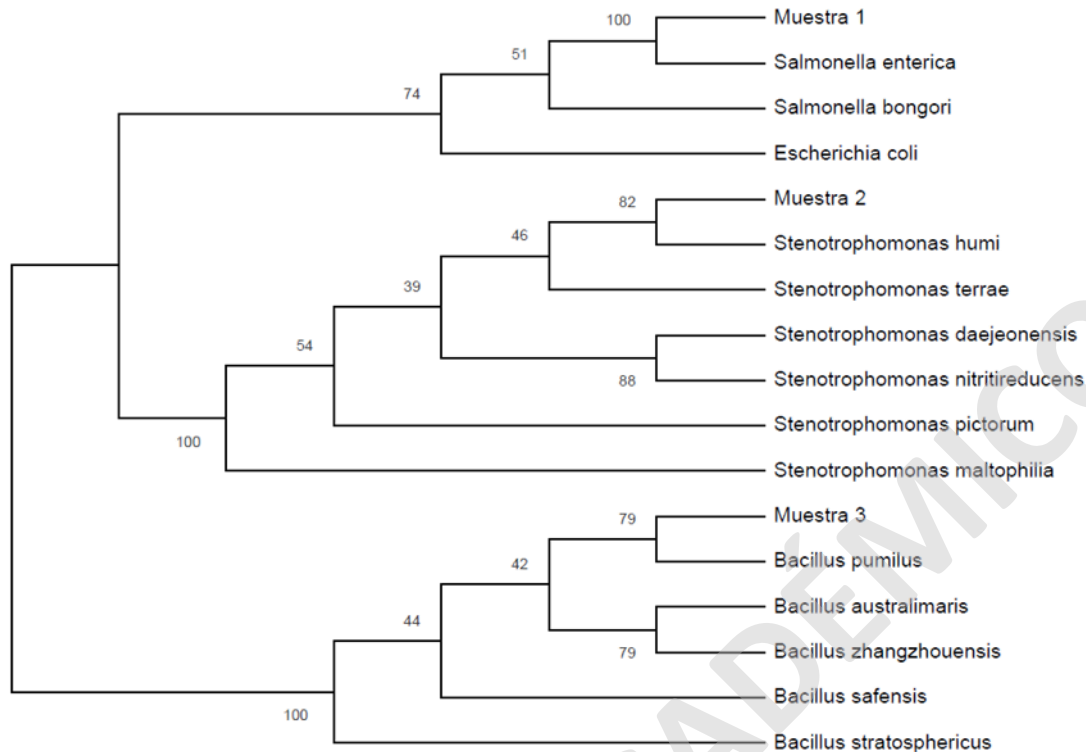 Muestra 1
100
51
Salmonella enterica
74
Salmonella bongori
Escherichia coli
Muestra 2
82
46
Stenotrophomonas humi
39
Stenotrophomonas terrae
54
Stenotrophomonas daejeonensis
88
Stenotrophomonas nitritireducens
100
Stenotrophomonas pictorum
Stenotrophomonas maltophilia
Muestra 3
79
42
Bacillus pumilus
44
Bacillus australimaris
79
Bacillus zhangzhouensis
Bacillus safensis
100
Bacillus stratosphericus
ADÉMICO